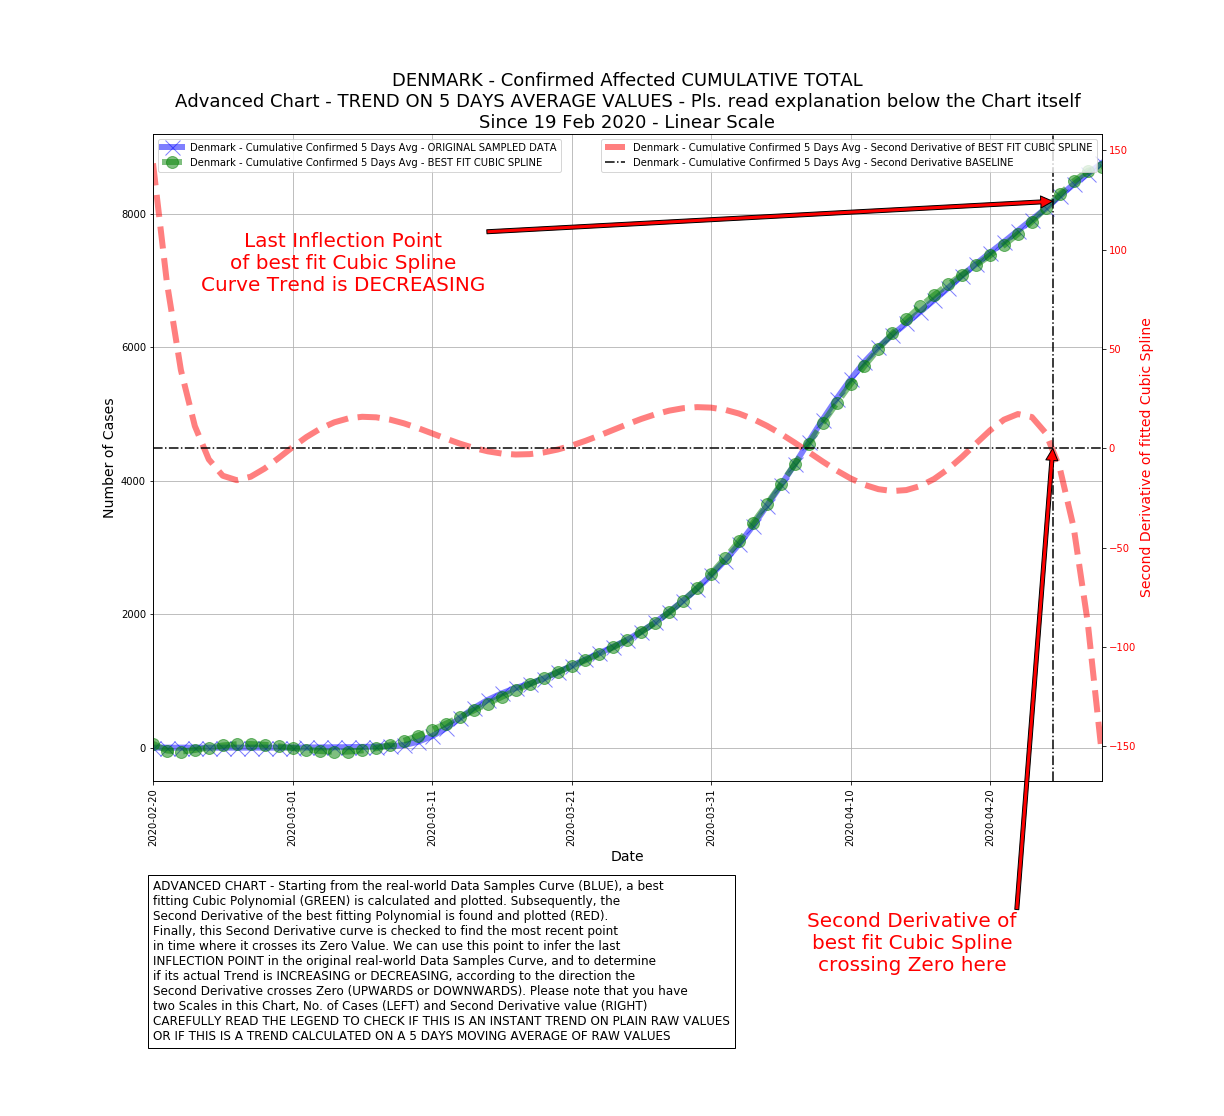 DENMARK - Confirmed Affected CUMULATIVE TOTAL
Advanced Chart - TREND ON 5 DAYS AVERAGE VALUES - Pls. read explanation below the Chart itself
Since 19 Feb 2020 - Linear Scale
Denmark - Cumulative Confirmed 5 Days Avg - ORIGINAL SAMPLED DATA
Denmark - Cumulative Confirmed 5 Days Avg - BEST FIT CUBIC SPLINE
Denmark - Cumulative Confirmed 5 Days Avg - Second Derivative of BEST FIT CUBIC SPLINE
Denmark - Cumulative Confirmed 5 Days Avg - Second Derivative BASELINE
Last Inflection Point
of best fit Cubic Spline
Curve Trend is DECREASING
Number of Cases
8000
6000
4000
2000
0
150
100
50
0
−50
−100
−150
Second Derivative of fitted Cubic Spline
2020-02-20
2020-03-01
2020-03-11
2020-03-21
2020-03-31
2020-04-10
2020-04-20
Date
ADVANCED CHART - Starting from the real-world Data Samples Curve (BLUE), a best
fitting Cubic Polynomial (GREEN) is calculated and plotted. Subsequently, the
Second Derivative of the best fitting Polynomial is found and plotted (RED).
Finally, this Second Derivative curve is checked to find the most recent point
in time where it crosses its Zero Value. We can use this point to infer the last
INFLECTION POINT in the original real-world Data Samples Curve, and to determine
if its actual Trend is INCREASING or DECREASING, according to the direction the
Second Derivative crosses Zero (UPWARDS or DOWNWARDS). Please note that you have
two Scales in this Chart, No. of Cases (LEFT) and Second Derivative value (RIGHT)
CAREFULLY READ THE LEGEND TO CHECK IF THIS IS AN INSTANT TREND ON PLAIN RAW VALUES
OR IF THIS IS A TREND CALCULATED ON A 5 DAYS MOVING AVERAGE OF RAW VALUES
Second Derivative of
best fit Cubic Spline
crossing Zero here